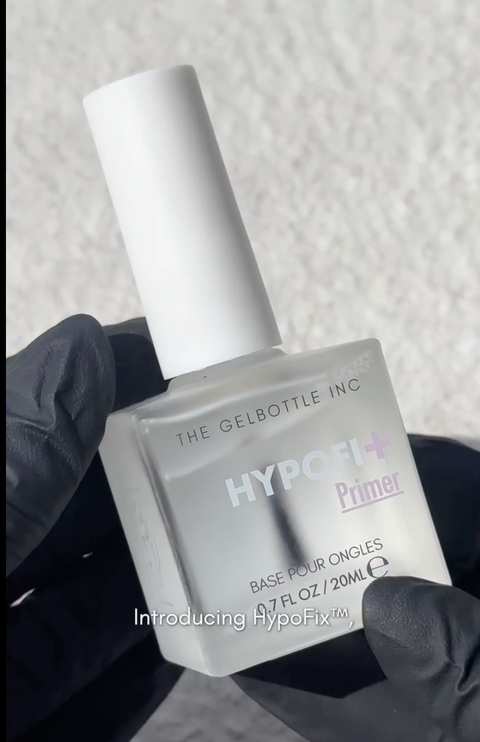 THE GELBOTTLE INC
HYPOFI+
Primer
BASE POUR ONGLES
0.7 FL OZ / 20ML e
Introducing HypoFix™,